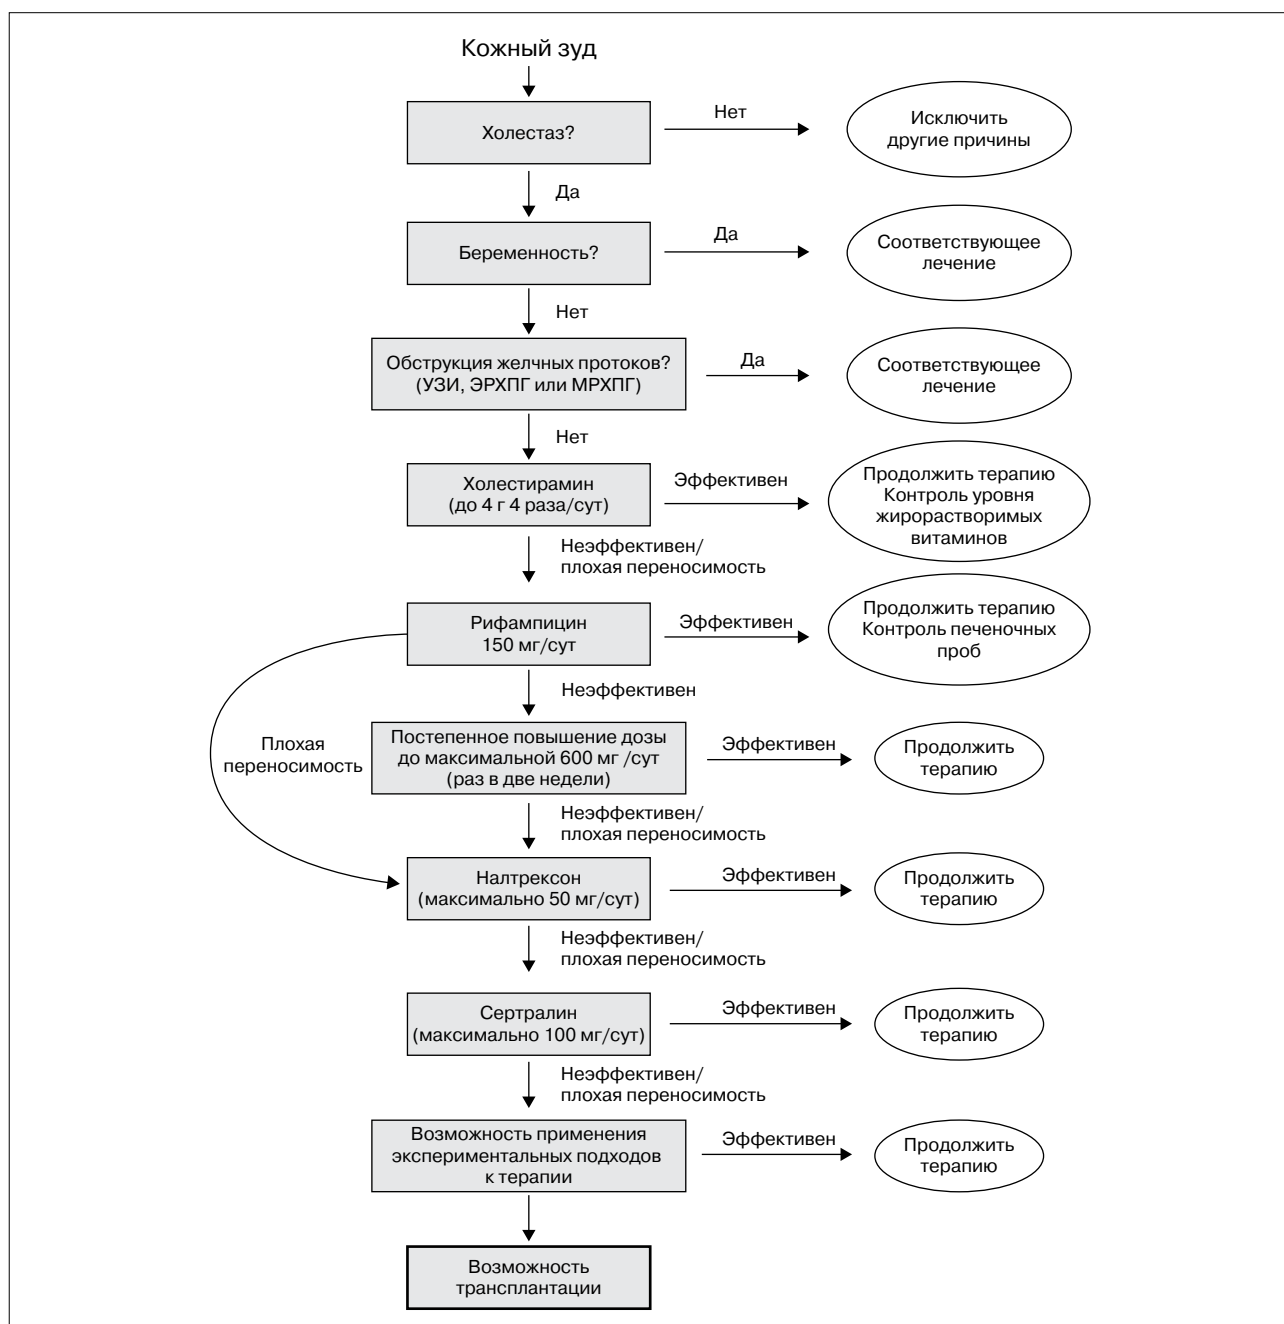 Кожный зуд
Холестаз?
Нет
Исключить
другие причины
Да
Беременность?
Да
Соответствующее
лечение
Нет
Обструкция желчных протоков?
(УЗИ, ЭРХПГ или МРХПГ)
Да
Соответствующее
лечение
Нет
Холестирамин
(до 4 г 4 раза/сут)
Эффективен
Продолжить терапию
Контроль уровня
жирорастворимых
витаминов
Неэффективен/
плохая переносимость
Рифампицин
150 мг/сут
Эффективен
Продолжить терапию
Контроль печеночных
проб
Неэффективен
Плохая
переносимость
Постепенное повышение дозы
до максимальной 600 мг /сут
(раз в две недели)
Эффективен
Продолжить
терапию
Неэффективен/
плохая переносимость
Налтрексон
(максимально 50 мг/сут)
Эффективен
Продолжить
терапию
Неэффективен/
плохая переносимость
Сертралин
(максимально 100 мг/сут)
Эффективен
Продолжить
терапию
Неэффективен/
плохая переносимость
Возможность применения
экспериментальных подходов
к терапии
Эффективен
Продолжить
терапию
Возможность
трансплантации